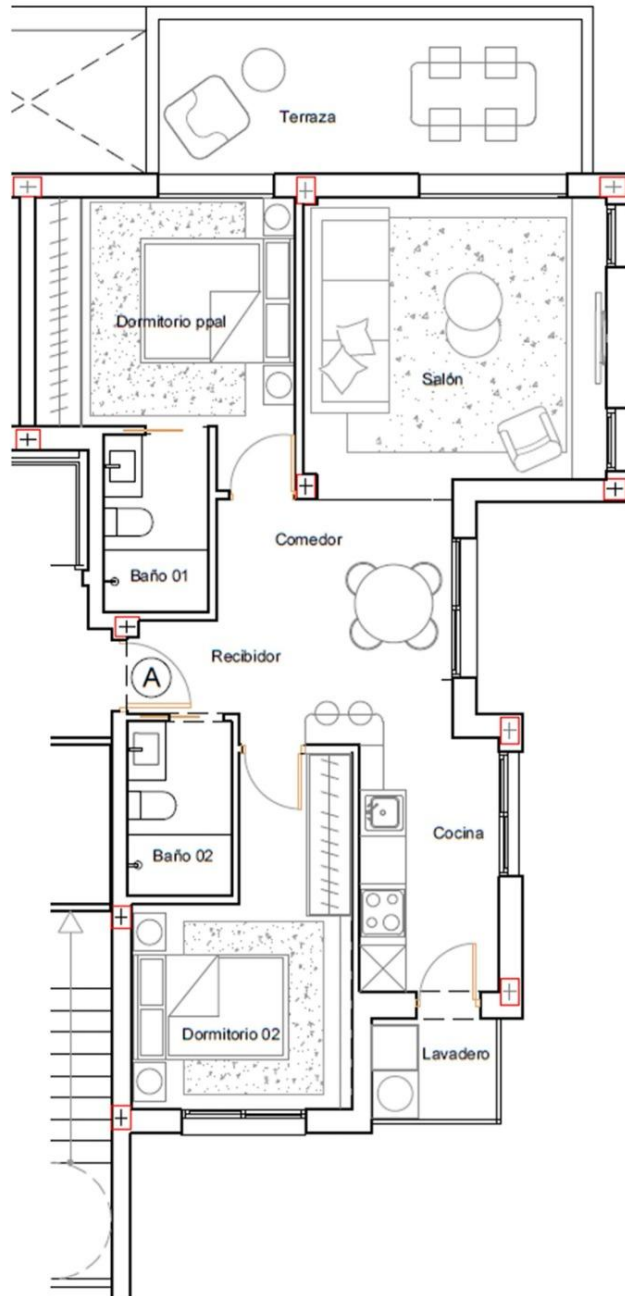 Terraza
Dormitorio ppal
Salón
Comedor
Baño 01
Recibidor
A
Cocina
Baño 02
Dormitorio 02
Lavadero